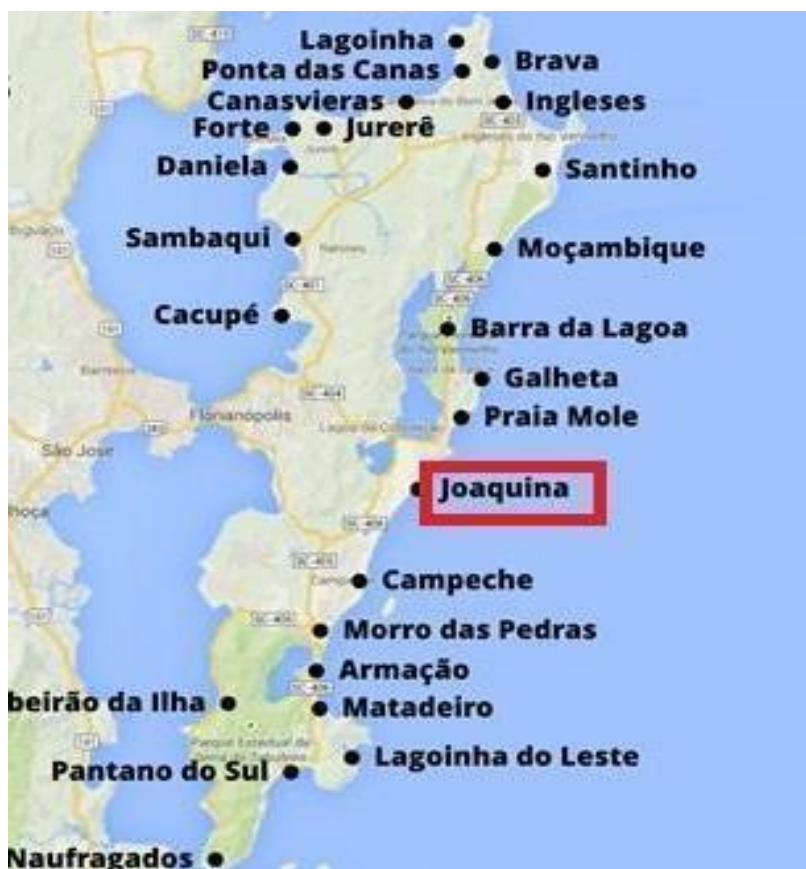 Lagoinha
Brava
Ponta das Canas
Canasvieras
Ingleses
Forte
Jurerê
Daniela
Santinho
Sambaqui
Moçambique
Cacupé
Barra da Lagoa
Galheta
Florianópolis
Praia Mole
São José
Joaquina
Campeche
Morro das Pedras
Armação
beirão da Ilha
Matadeiro
Lagoinha do Leste
Pantano do Sul
Naufragados